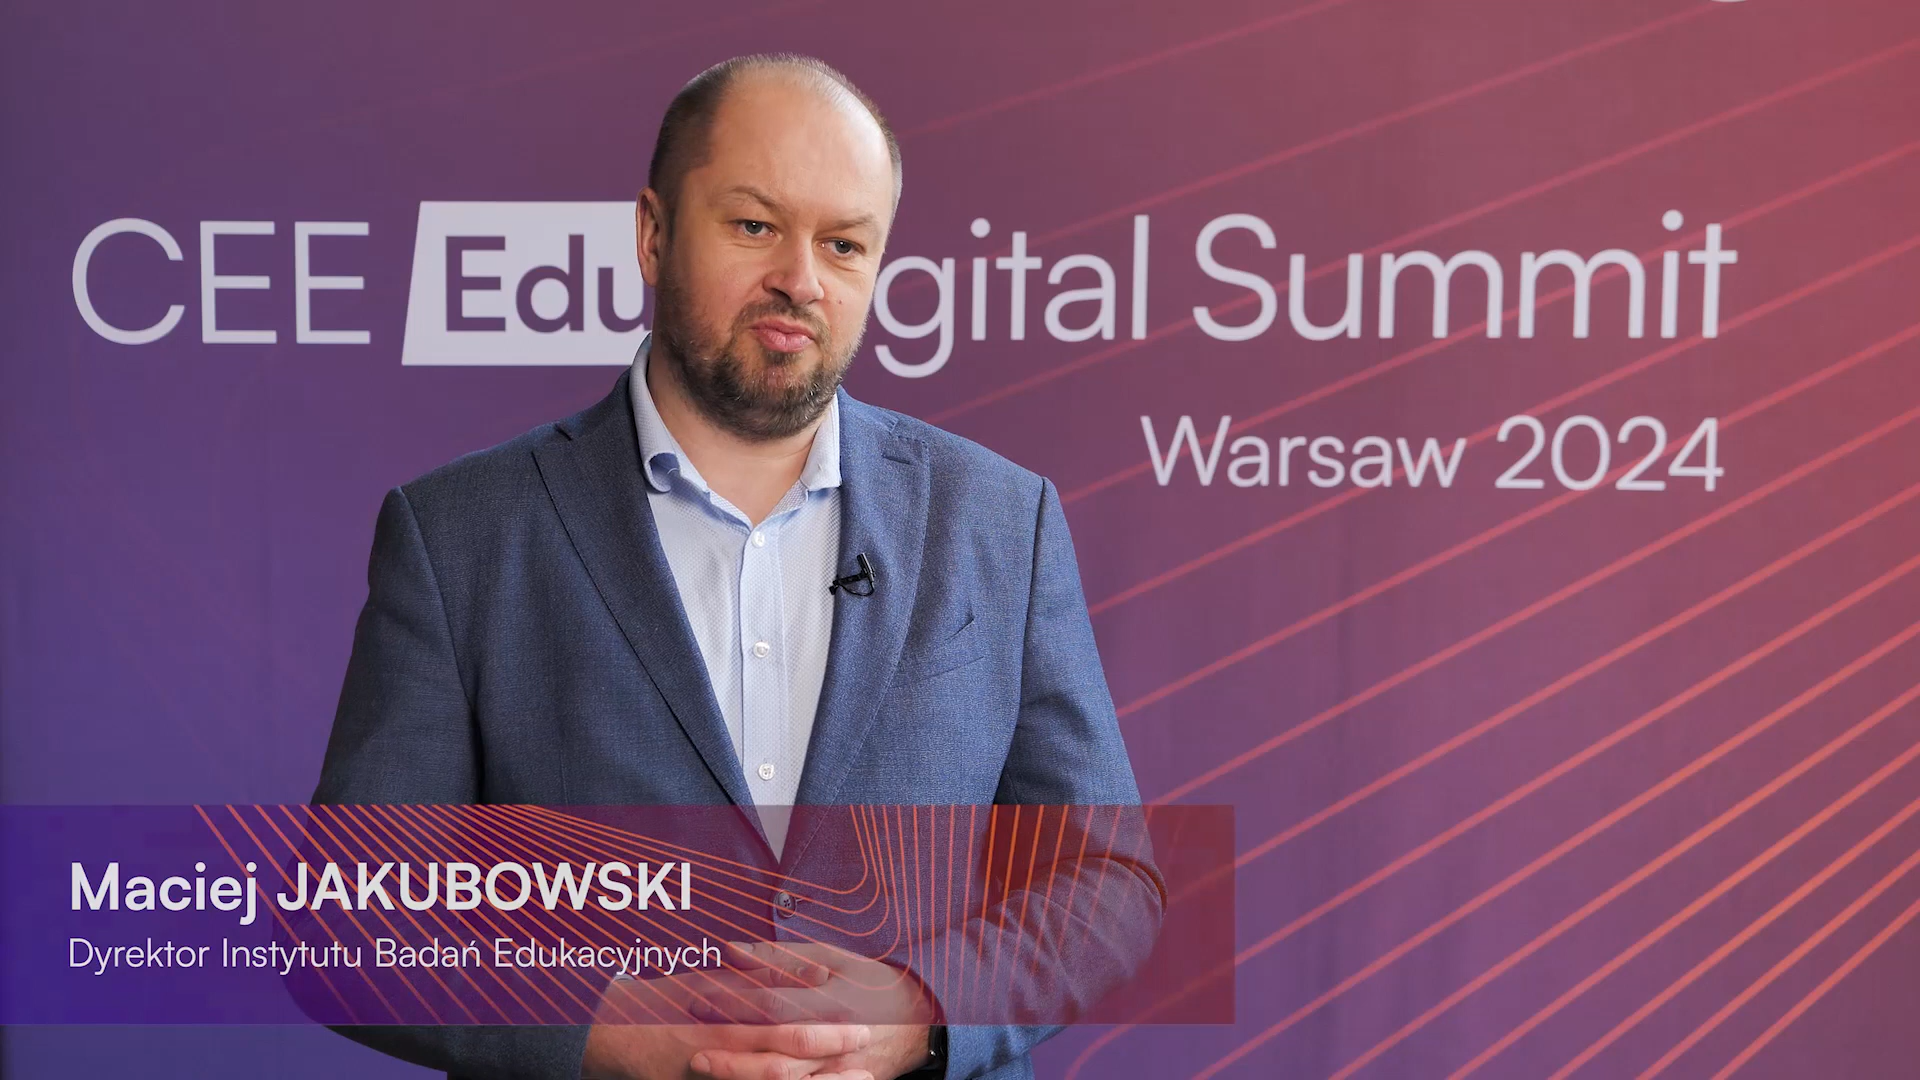 CEE Edu gital Summit
Warsaw 2024
Maciej JAKUBOWSKI
Dyrektor Instytutu Badań Edukacyjnych